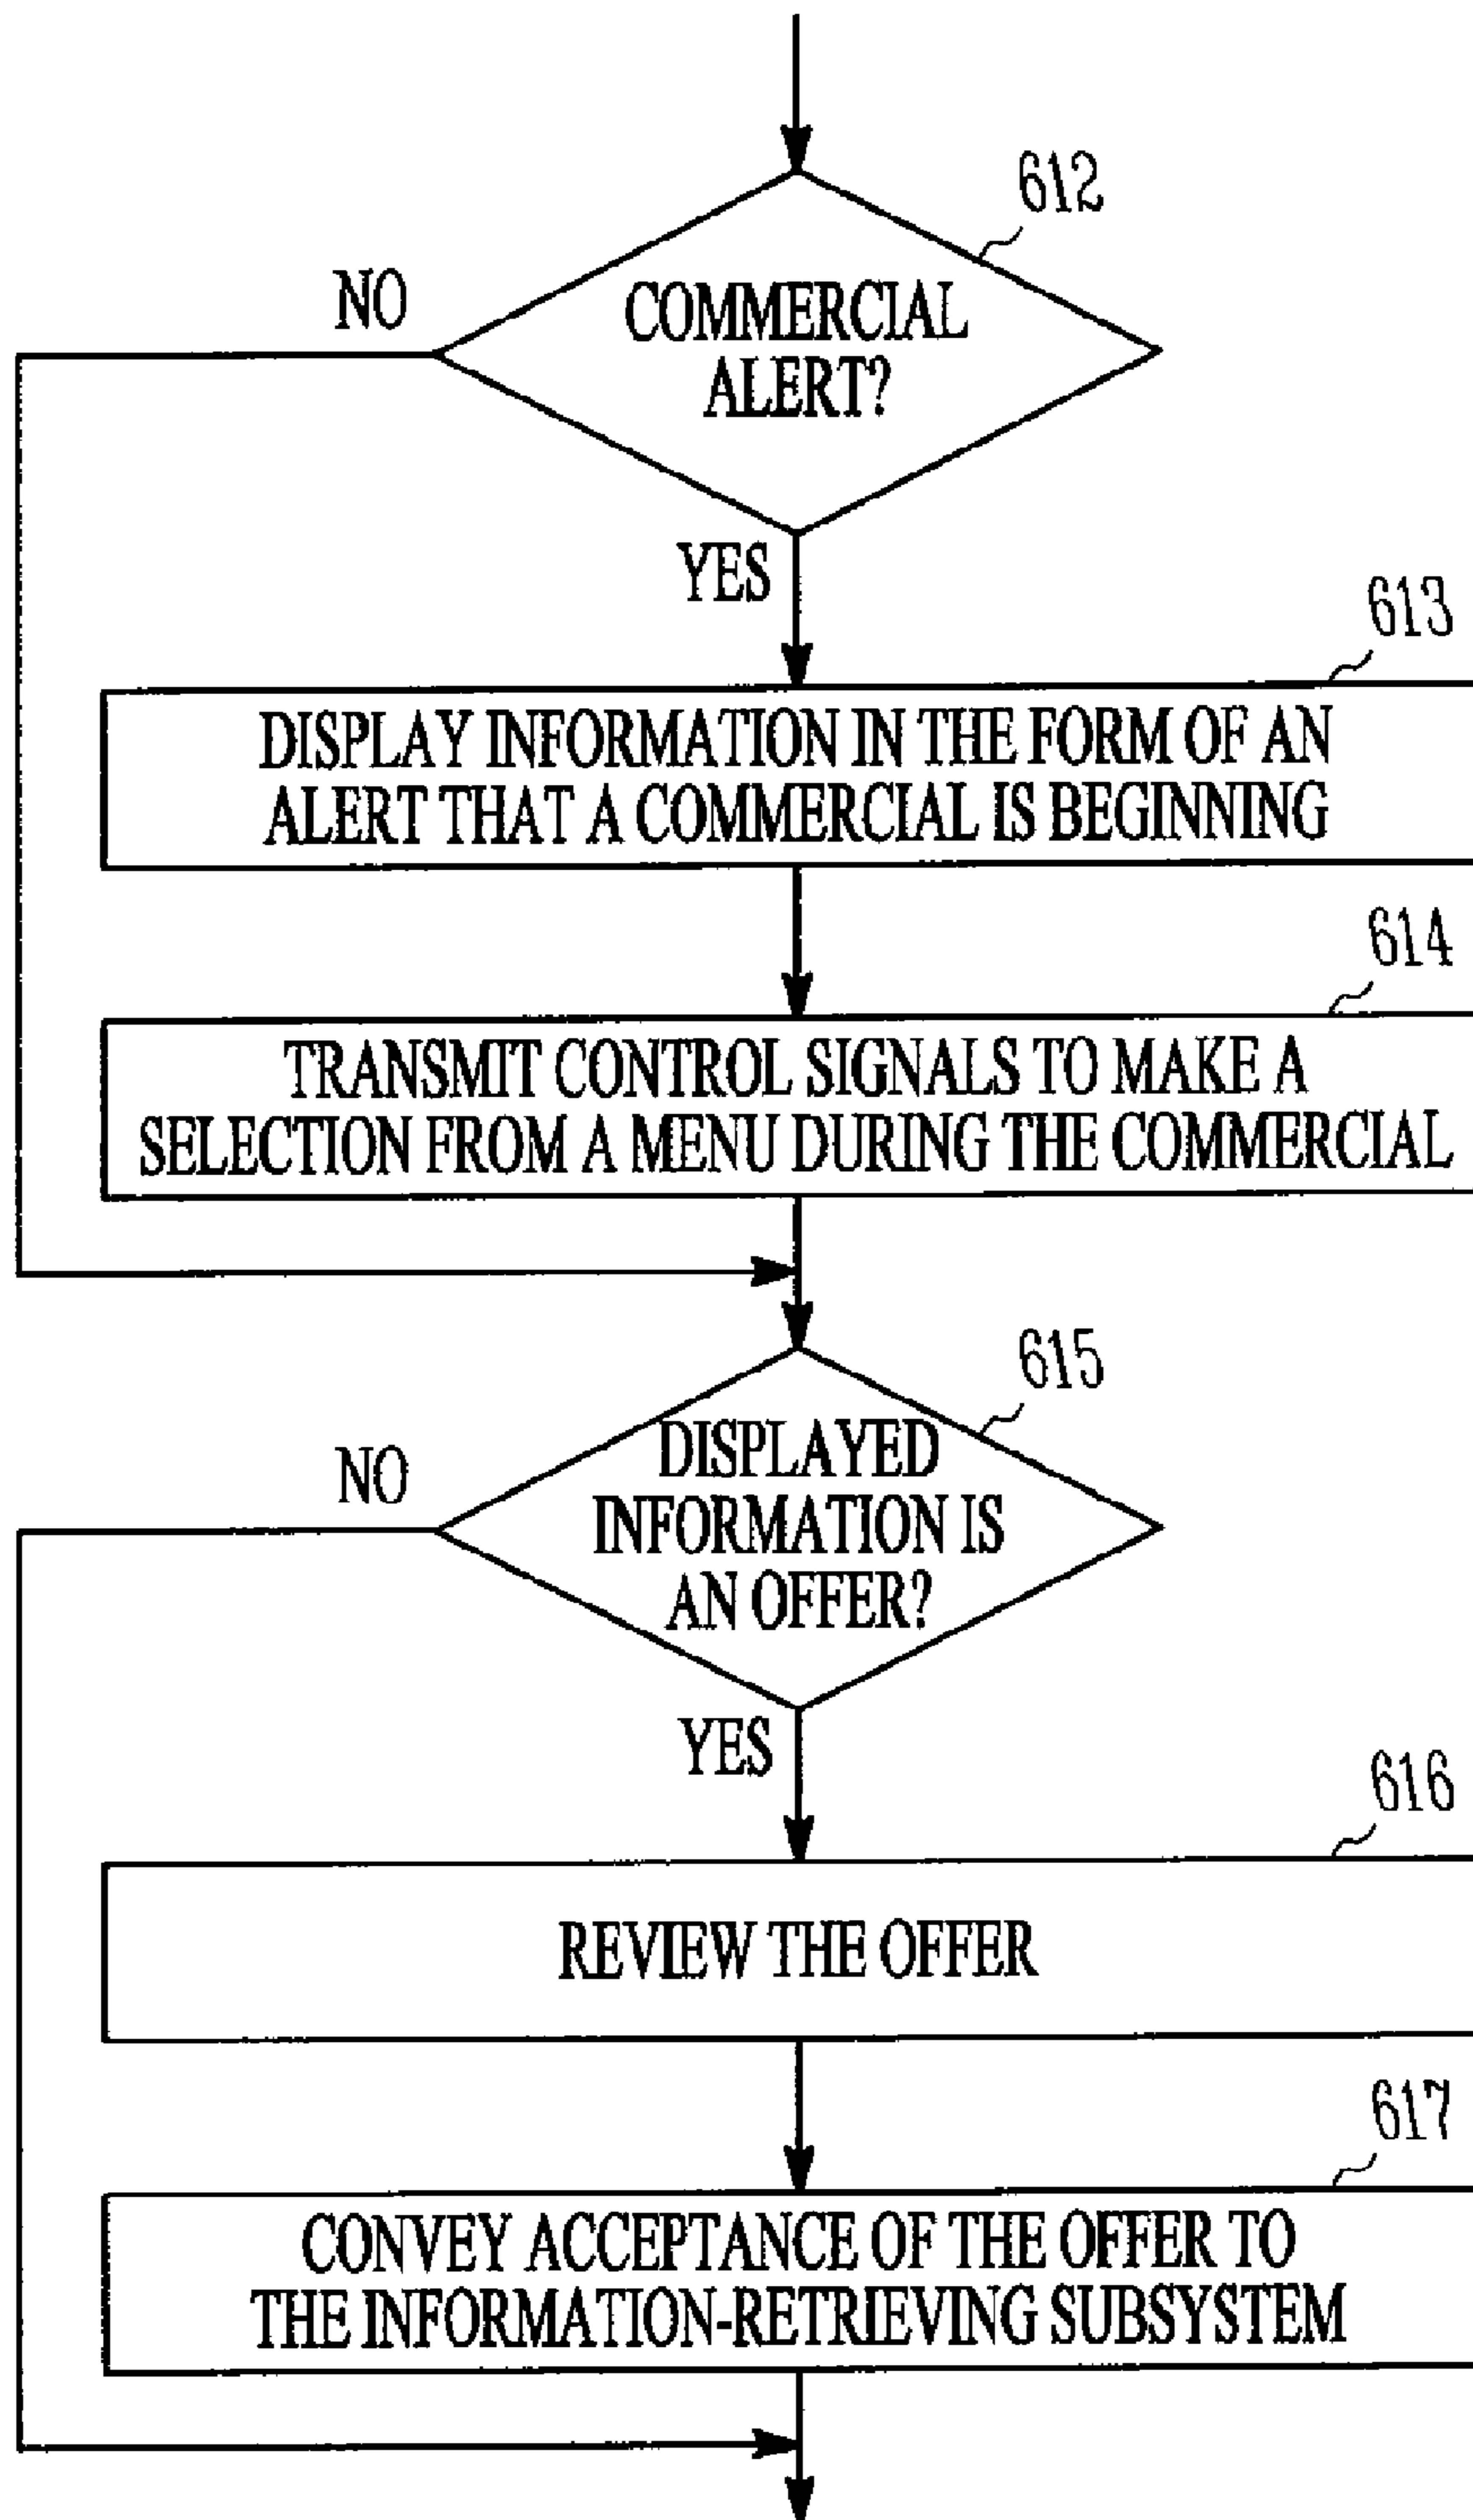 612
NO
COMMERCIAL
ALERT?
YES
613
DISPLAY INFORMATION IN THE FORM OF AN
ALERT THAT A COMMERCIAL IS BEGINNING
614
TRANSMIT CONTROL SIGNALS TO MAKE A
SELECTION FROM A MENU DURING THE COMMERCIAL
615
NO
DISPLAYED
INFORMATION IS
AN OFFER?
YES
616
REVIEW THE OFFER
617
CONVEY ACCEPTANCE OF THE OFFER TO
THE INFORMATION-RETRIEVING SUBSYSTEM